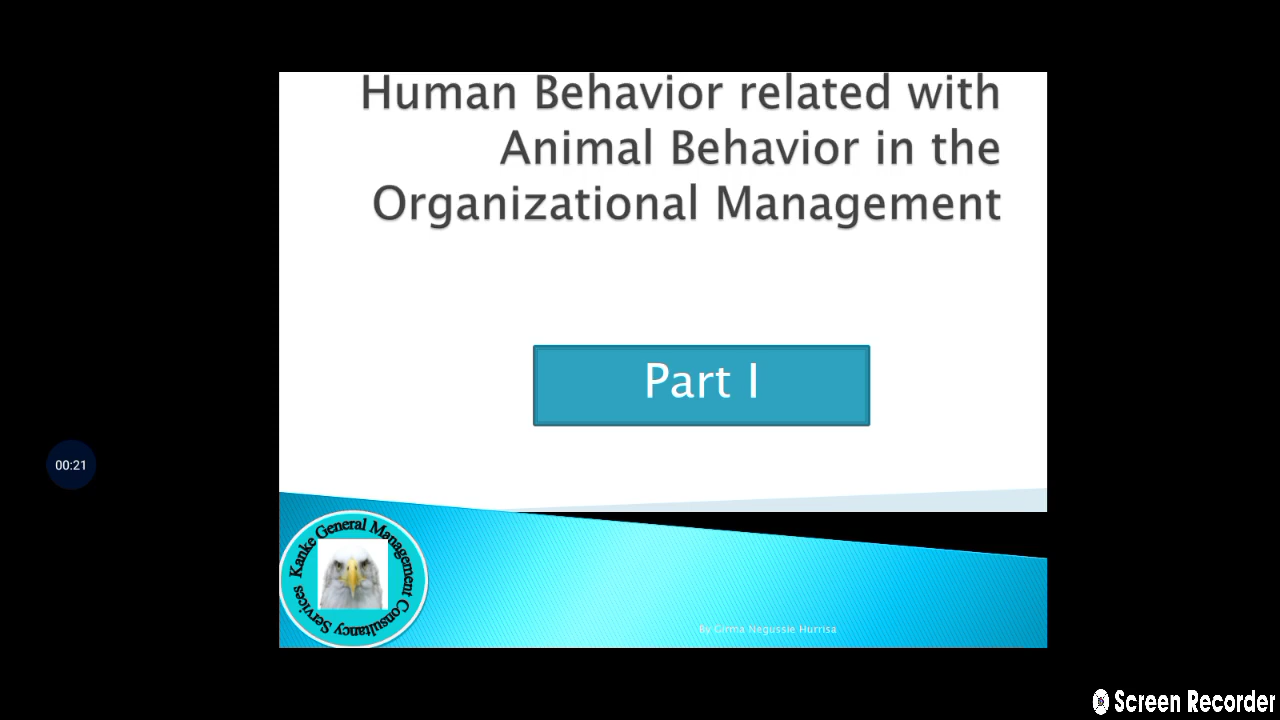 Human Behavior related with
Animal Behavior in the
Organizational Management
Part I
00:21
Kanke General Management Consultancy Services
By Girma Negussie Hurrisa
Screen Recorder